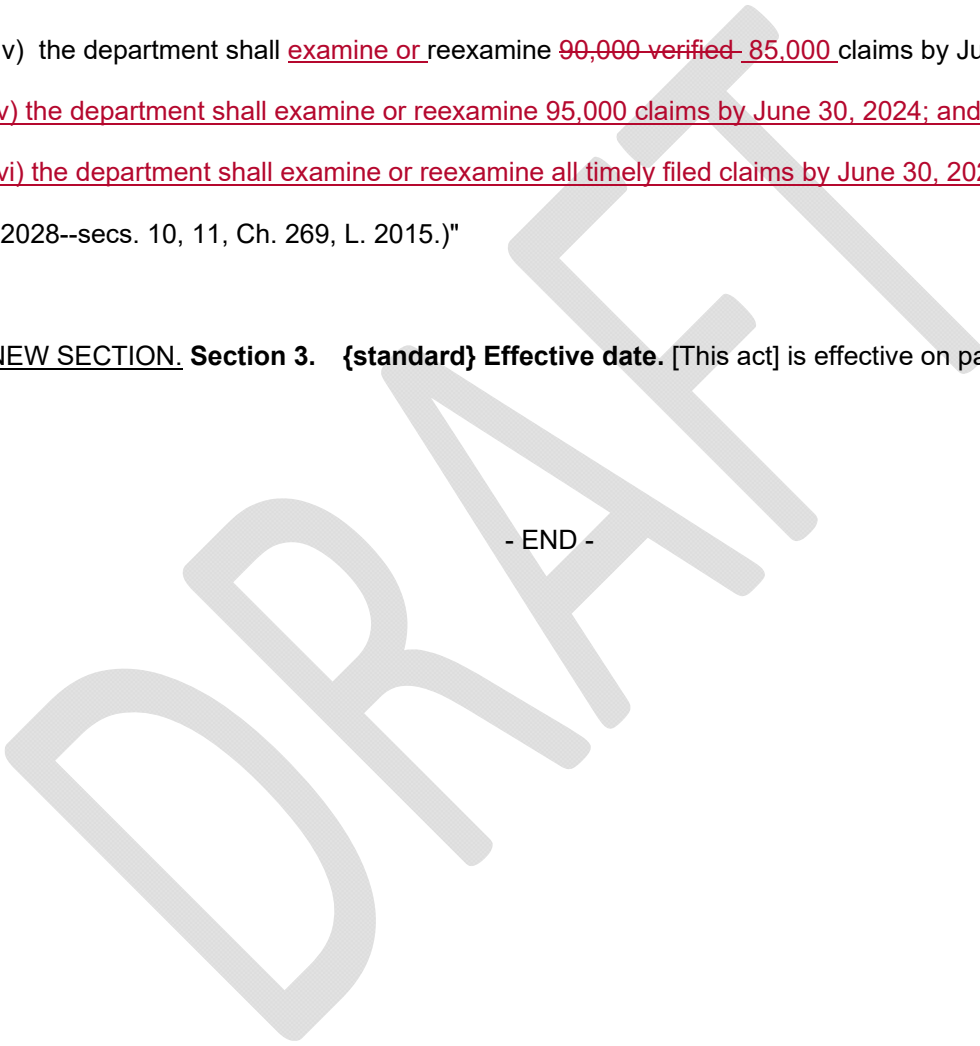 v) the department shall examine or reexamine 90,000 verified 85,000 claims by Ju
v) the department shall examine or reexamine 95,000 claims by June 30, 2024; and
vi) the department shall examine or reexamine all timely filed claims by June 30, 202
2028--secs. 10, 11, Ch. 269, L. 2015.)"
NEW SECTION. Section 3. {standard} Effective date. [This act] is effective on pa
- END -
DRAFT